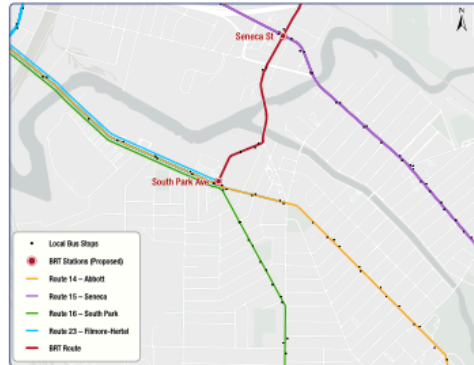 N
Seneca St
South Park Ave
Local Bus Stops
BRT Stations (Proposed)
Route 14 – Abbott
Route 15 – Seneca
Route 16 – South Park
Route 23 – Fillmore-Hertel
BRT Route